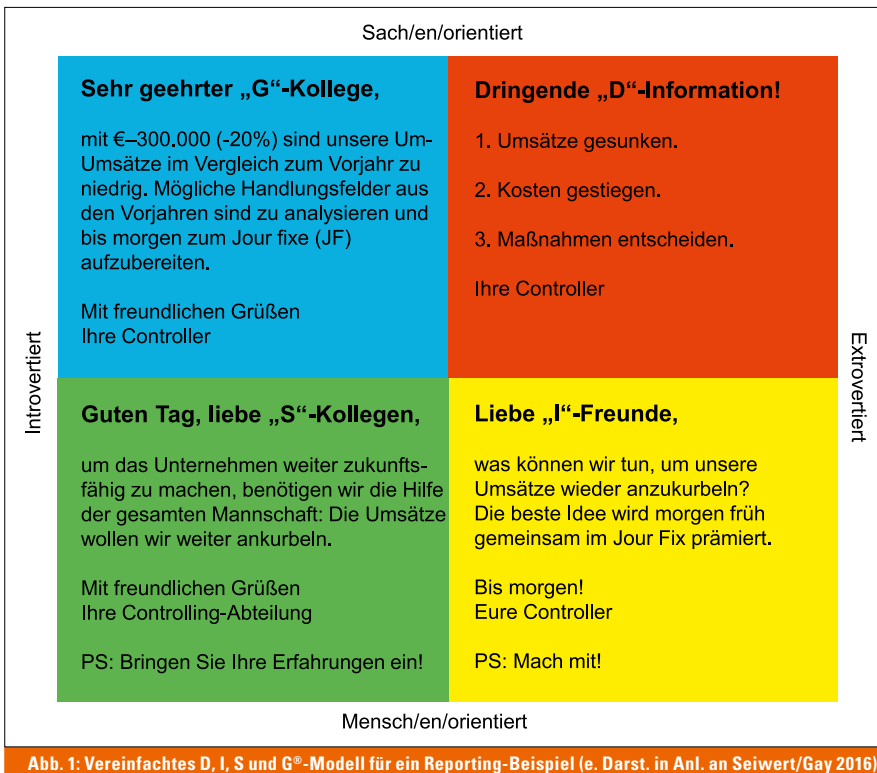 Sach/en/orientiert
Introvertiert
Sehr geehrter „G“-Kollege,
mit €–300.000 (-20%) sind unsere Um-
Umsätze im Vergleich zum Vorjahr zu
niedrig. Mögliche Handlungsfelder aus
den Vorjahren sind zu analysieren und
bis morgen zum Jour fixe (JF)
aufzubereiten.
Mit freundlichen Grüßen
Ihre Controller
Dringende „D“-Information!
1. Umsätze gesunken.
2. Kosten gestiegen.
3. Maßnahmen entscheiden.
Ihre Controller
Extrovertiert
Guten Tag, liebe „S“-Kollegen,
um das Unternehmen weiter zukunfts-
fähig zu machen, benötigen wir die Hilfe
der gesamten Mannschaft: Die Umsätze
wollen wir weiter ankurbeln.
Mit freundlichen Grüßen
Ihre Controlling-Abteilung
PS: Bringen Sie Ihre Erfahrungen ein!
Liebe „I“-Freunde,
was können wir tun, um unsere
Umsätze wieder anzukurbeln?
Die beste Idee wird morgen früh
gemeinsam im Jour Fix prämiert.
Bis morgen!
Eure Controller
PS: Mach mit!
Mensch/en/orientiert
Abb. 1: Vereinfachtes D, I, S und G®-Modell für ein Reporting-Beispiel (e. Darst. in Anl. an Seiwert/Gay 2016)